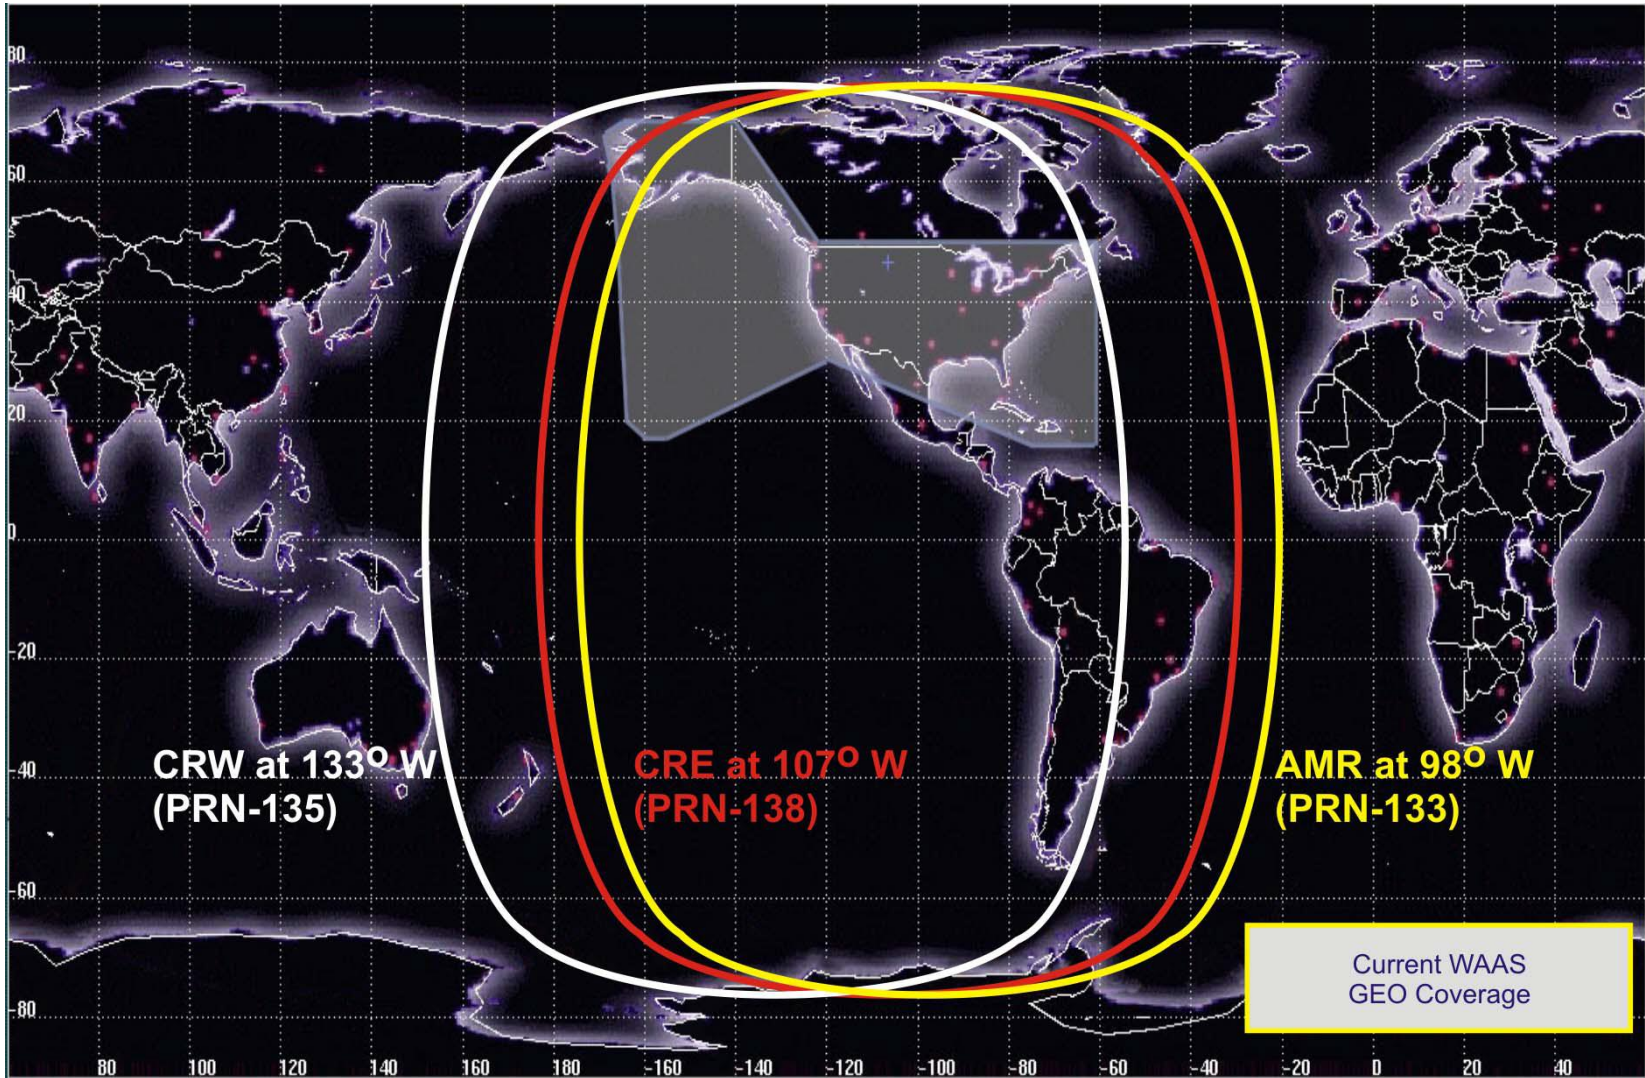 80
60
40
20
0
-20
-40
-60
-80
CRW at 133° W
(PRN-135)
CRE at 107° W
(PRN-138)
AMR at 98° W
(PRN-133)
Current WAAS
GEO Coverage
80 100 120 140 160 -160 -140 -120 -100 -80 -60 -40 -20 0 20 40